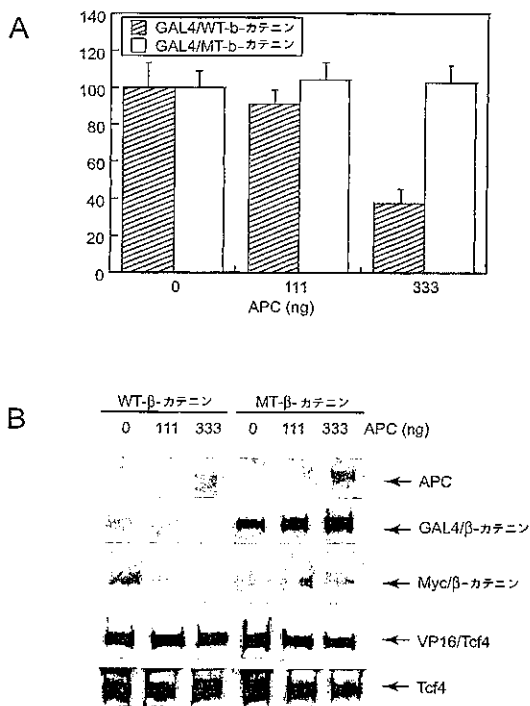 A
140
120
100
80
60
40
20
0
GAL4/WT-b-カテニン
GAL4/MT-b-カテニン
0 111 333
APC (ng)
B
WT-β-カテニン MT-β-カテニン
0 111 333 0 111 333 APC (ng)
APC
GAL4/β-カテニン
Myc/β-カテニン
VP16/Tcf4
Tcf4